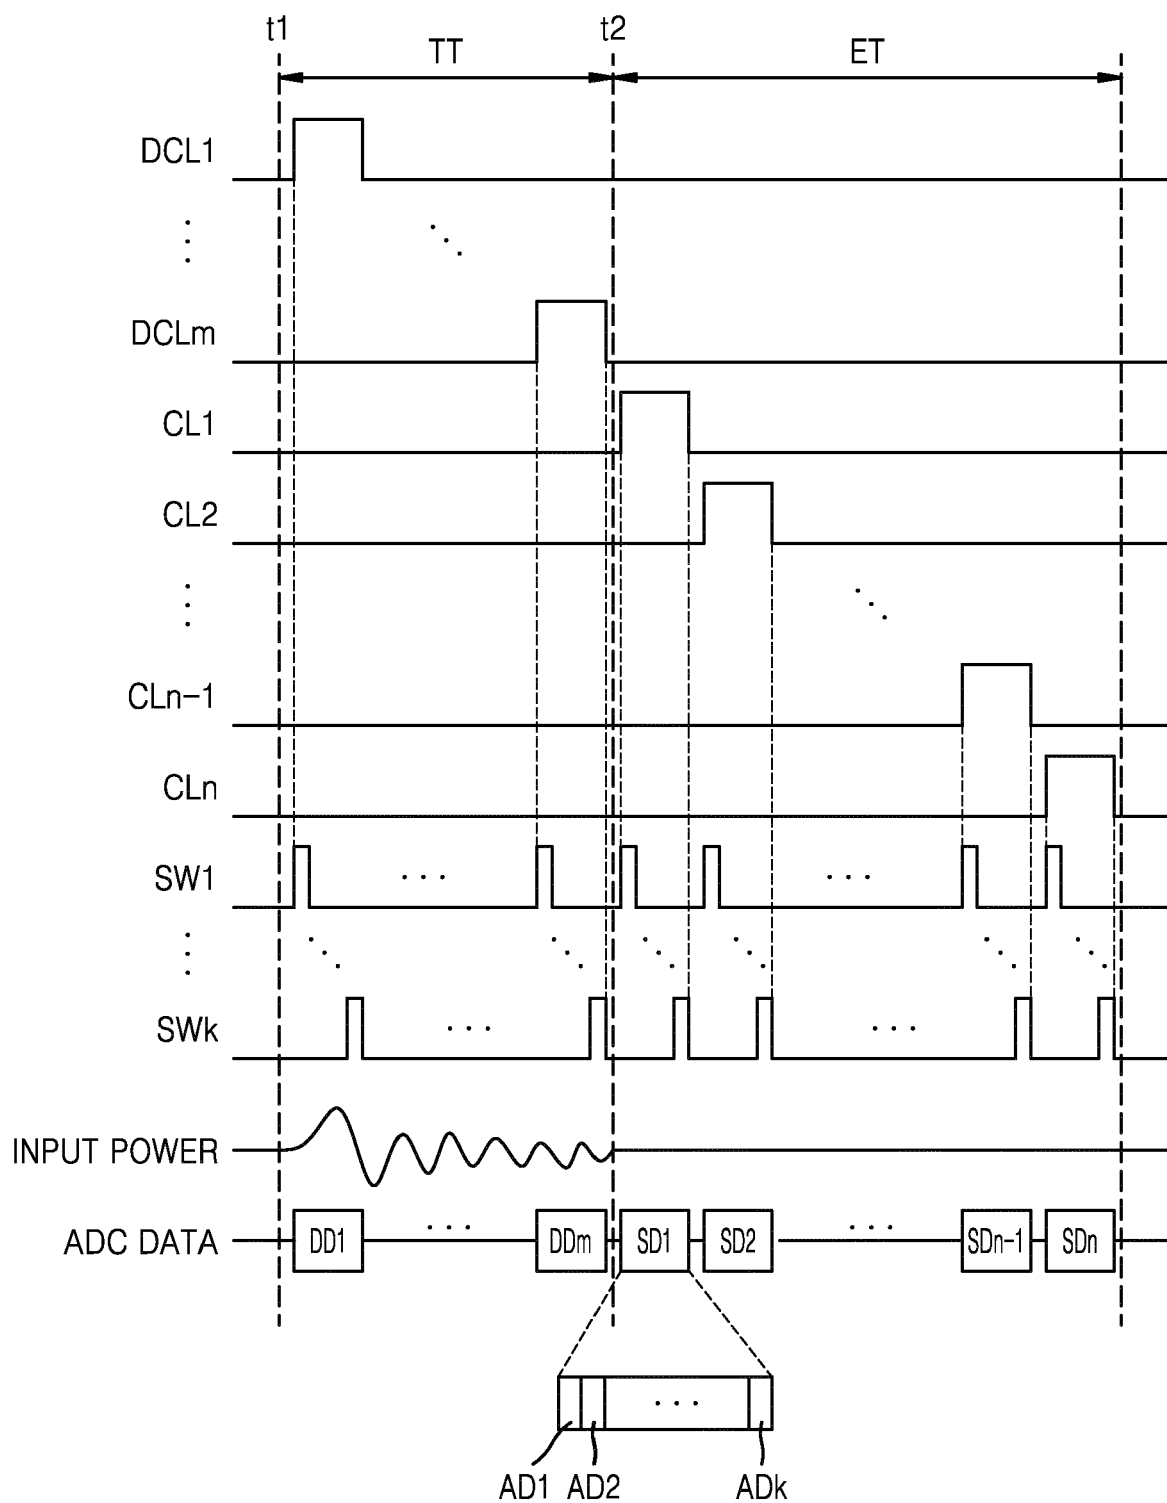 t1
t2
TT
ET
DCL1
DCLm
CL1
CL2
CLn-1
CLn
SW1
SWk
INPUT POWER
ADC DATA
DD1
DDm
SD1
SD2
SDn-1
SDn
AD1
AD2
ADk